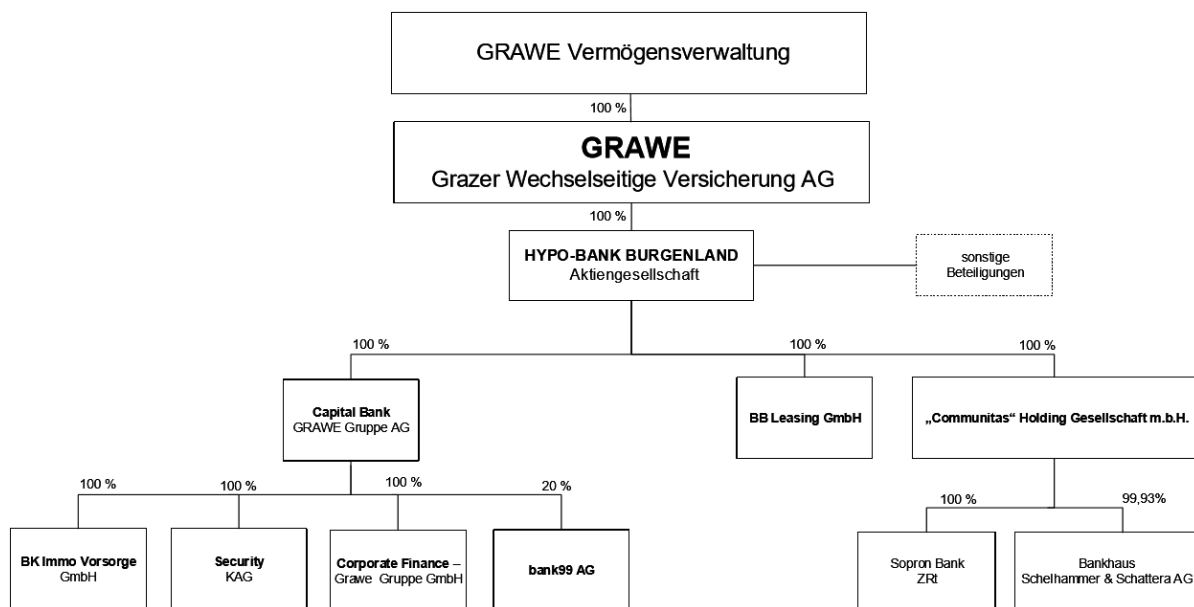 GRAWE Vermögensverwaltung
100 %
GRAWE
Grazer Wechselseitige Versicherung AG
100 %
HYPO-BANK BURGENLAND
Aktiengesellschaft
sonstige
Beteiligungen
100 %
100 %
100 %
Capital Bank
GRAWE Gruppe AG
BB Leasing GmbH
„Communitas“ Holding Gesellschaft m.b.H.
100 %
100 %
100 %
20 %
100 %
99,93%
BK Immo Vorsorge
GmbH
Security
KAG
Corporate Finance –
Grawe Gruppe GmbH
bank99 AG
Sopron Bank
ZRt
Bankhaus
Schelhammer & Schattera AG